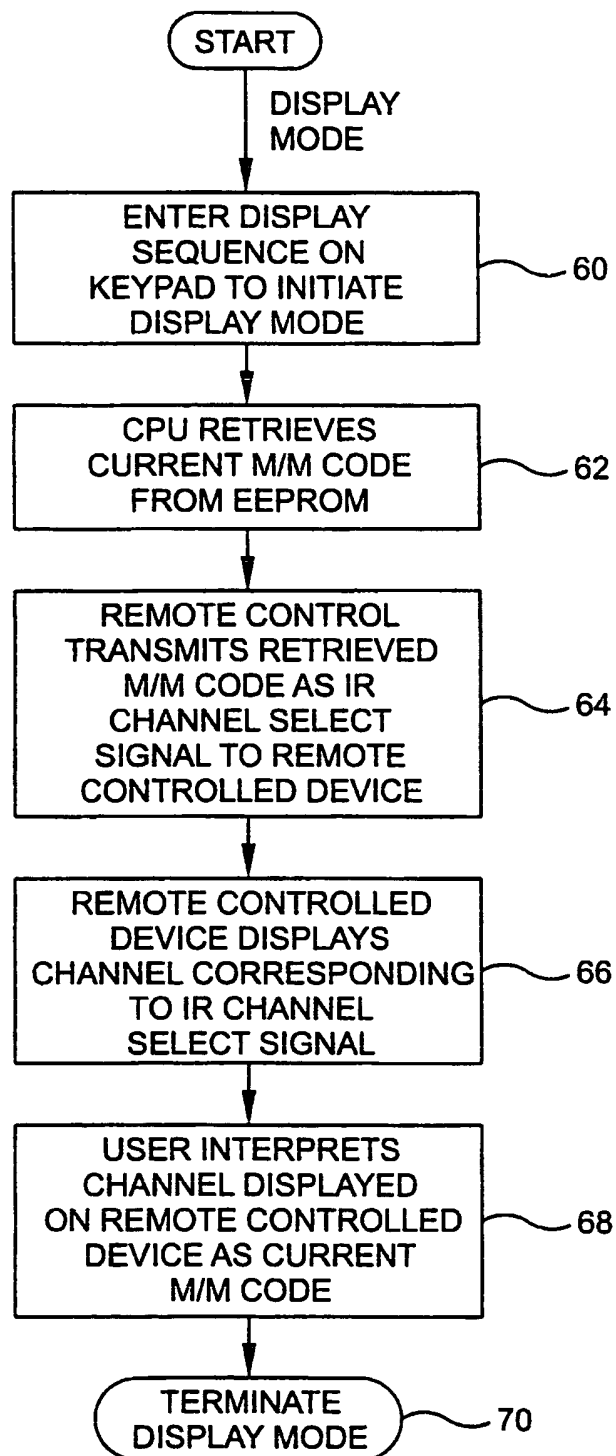 START
DISPLAY
MODE
ENTER DISPLAY
SEQUENCE ON
KEYPAD TO INITIATE
DISPLAY MODE
60
CPU RETRIEVES
CURRENT M/M CODE
FROM EEPROM
62
REMOTE CONTROL
TRANSMITS RETRIEVED
M/M CODE AS IR
CHANNEL SELECT
SIGNAL TO REMOTE
CONTROLLED DEVICE
64
REMOTE CONTROLLED
DEVICE DISPLAYS
CHANNEL CORRESPONDING
TO IR CHANNEL
SELECT SIGNAL
66
USER INTERPRETS
CHANNEL DISPLAYED
ON REMOTE CONTROLLED
DEVICE AS CURRENT
M/M CODE
68
TERMINATE
DISPLAY MODE
70